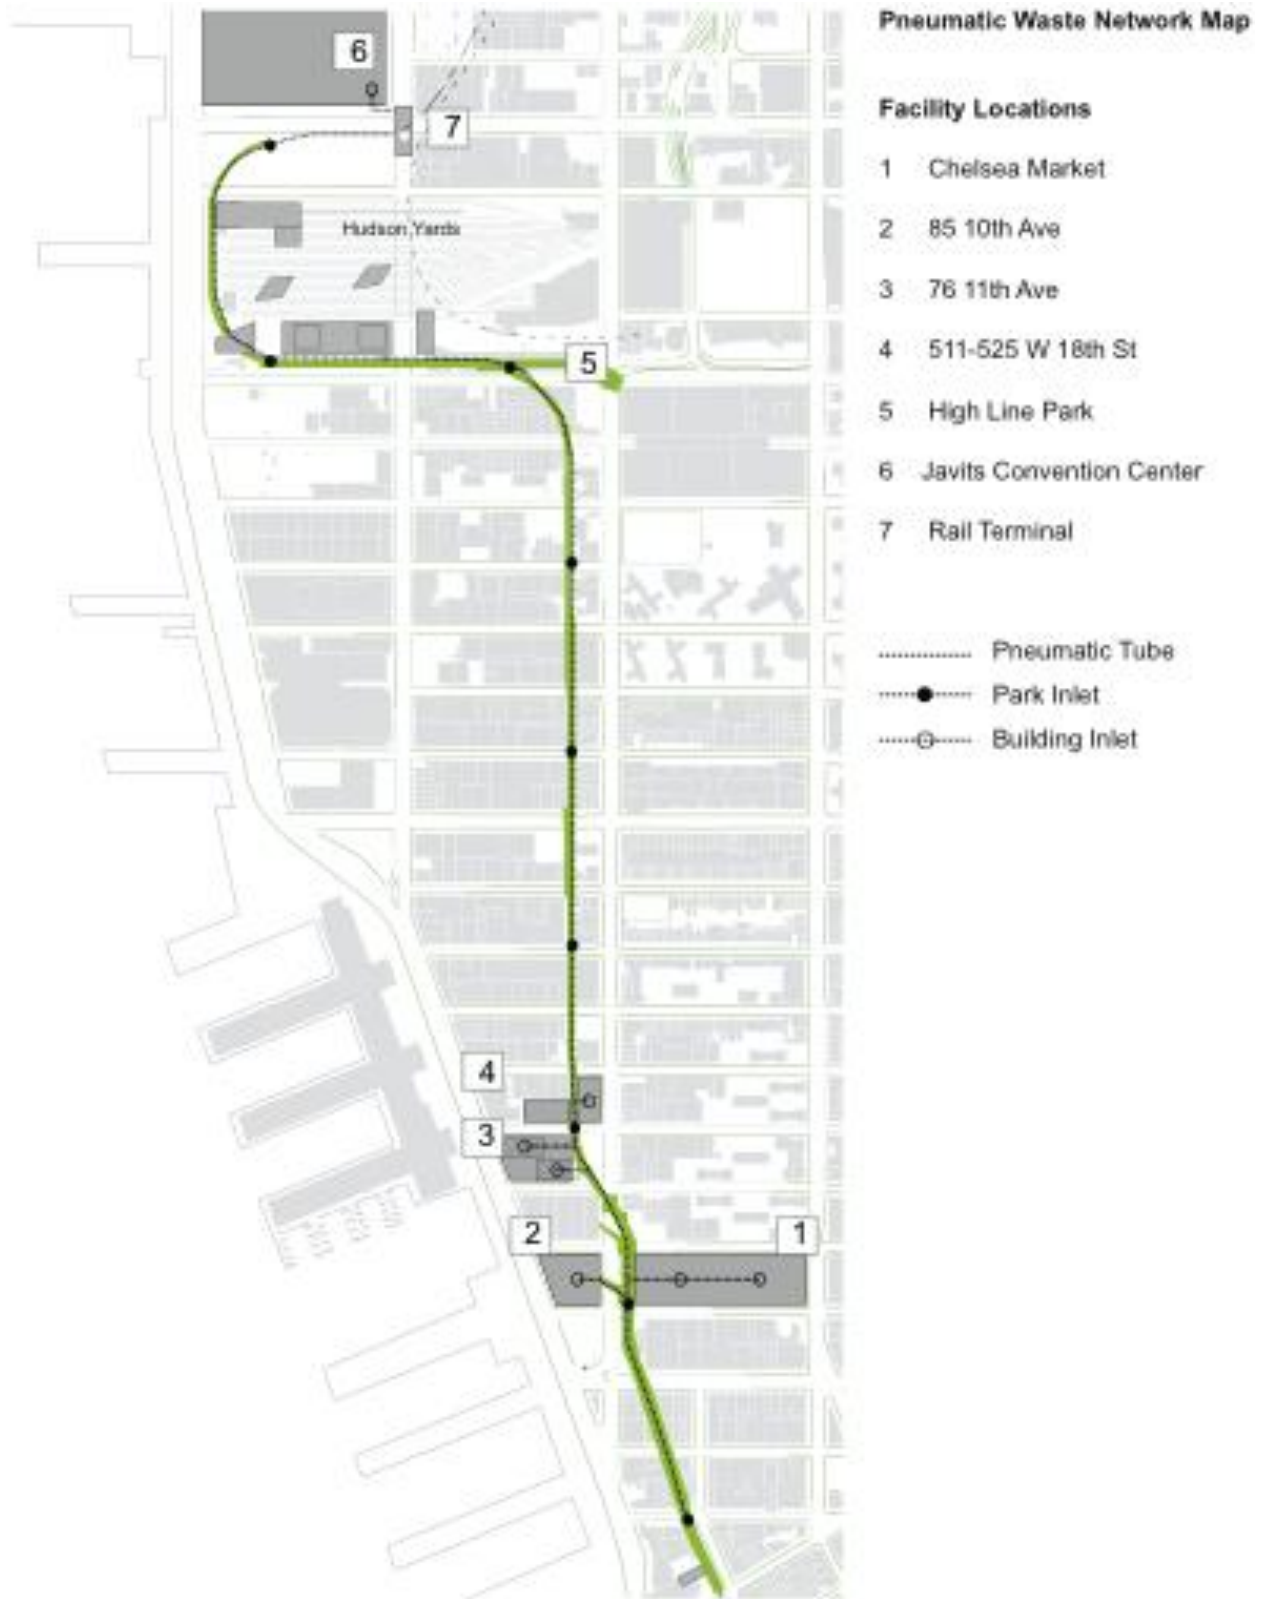 Pneumatic Waste Network Map
Facility Locations
1 Chelsea Market
2 85 10th Ave
3 76 11th Ave
4 511-525 W 18th St
5 High Line Park
6 Javits Convention Center
7 Rail Terminal
Pneumatic Tube
Park Inlet
Building Inlet
6
7
Hudson Yards
5
4
3
2
1